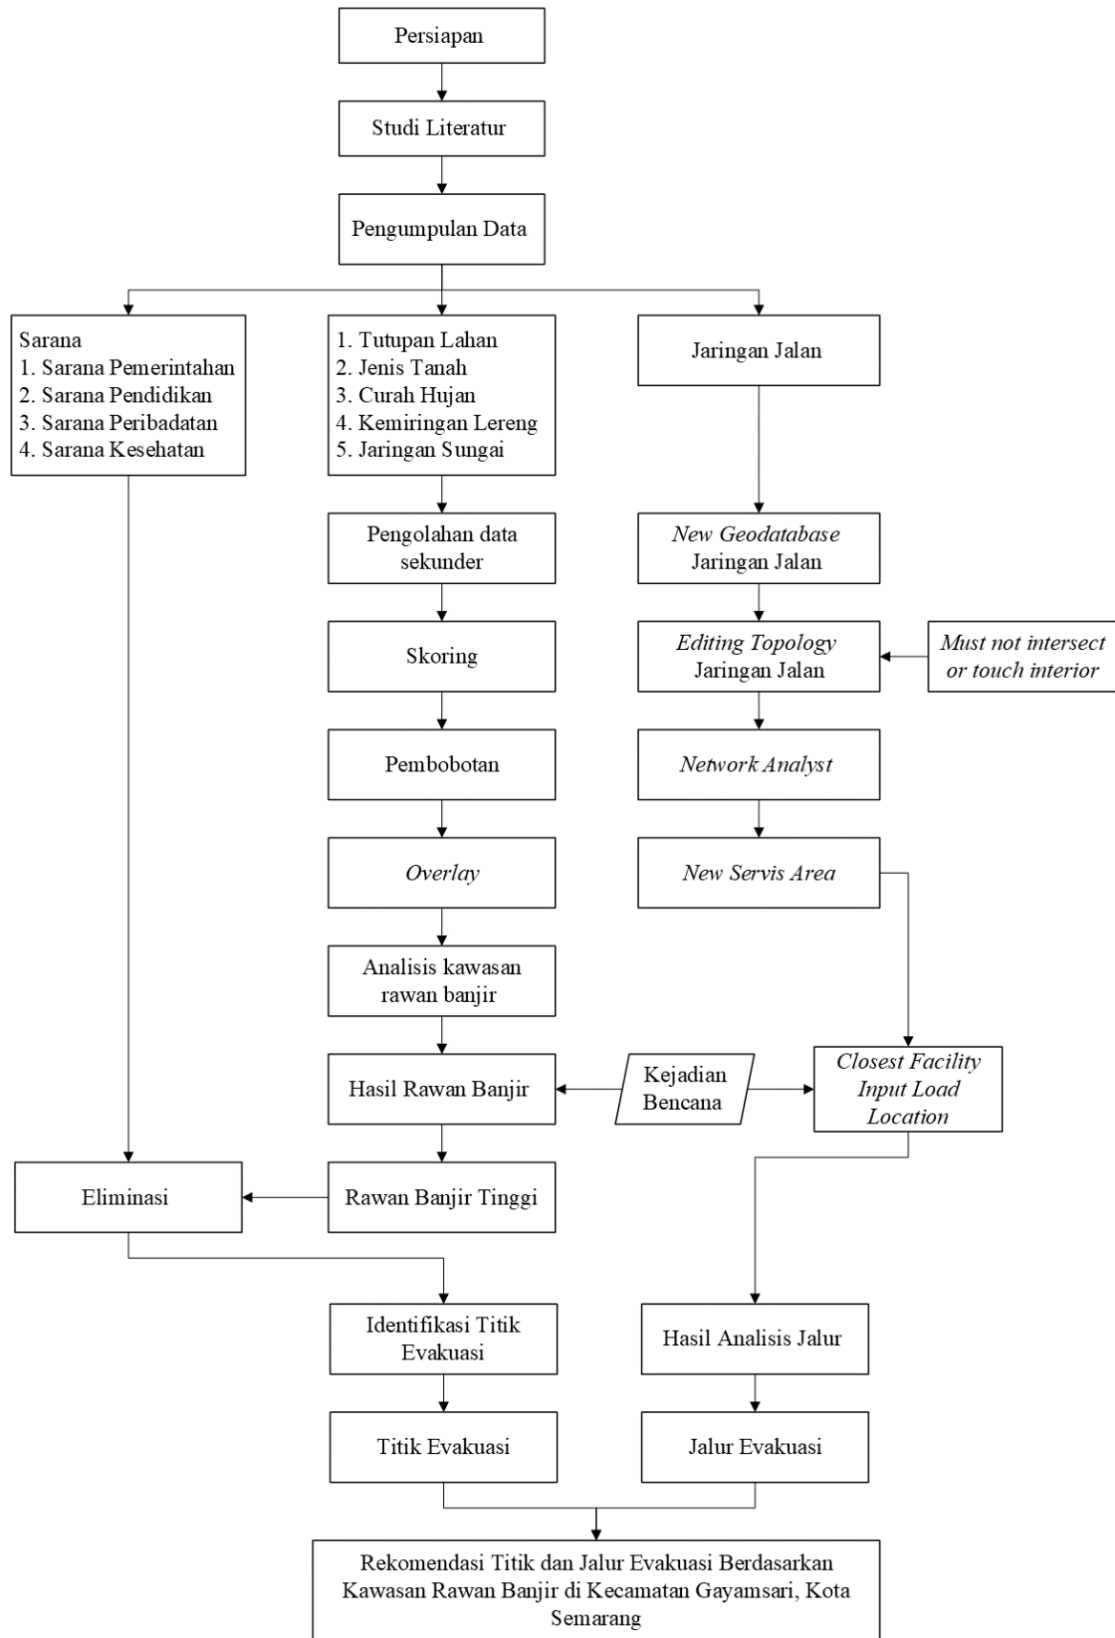 Persiapan
Studi Literatur
Pengumpulan Data
Sarana
1. Sarana Pemerintahan
2. Sarana Pendidikan
3. Sarana Peribadatan
4. Sarana Kesehatan
1. Tutupan Lahan
2. Jenis Tanah
3. Curah Hujan
4. Kemiringan Lereng
5. Jaringan Sungai
Jaringan Jalan
Pengolahan data
sekunder
New Geodatabase
Jaringan Jalan
Skoring
Editing Topology
Jaringan Jalan
Must not intersect
or touch interior
Pembobotan
Network Analyst
Overlay
New Servis Area
Analisis kawasan
rawan banjir
Hasil Rawan Banjir
Kejadian
Bencana
Closest Facility
Input Load
Location
Eliminasi
Rawan Banjir Tinggi
Identifikasi Titik
Evakuasi
Hasil Analisis Jalur
Titik Evakuasi
Jalur Evakuasi
Rekomendasi Titik dan Jalur Evakuasi Berdasarkan
Kawasan Rawan Banjir di Kecamatan Gayamsari, Kota
Semarang